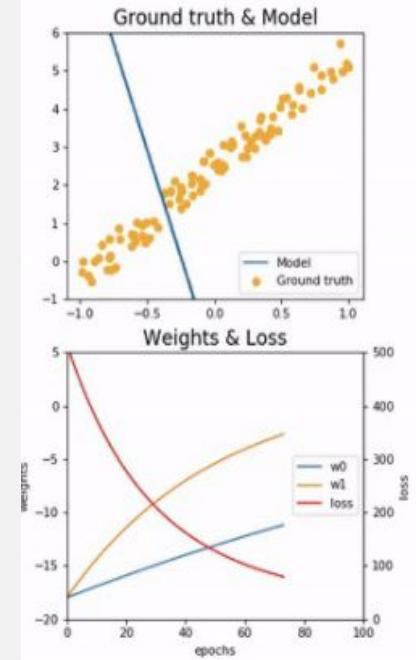 Ground truth & Model
6
5
4
3
2
1
0
−1
Model
Ground truth
−1.0 −0.5 0.0 0.5 1.0
Weights & Loss
5 500
0 400
−5 300
w0
w1
loss
weights
loss
−10 200
−15 100
−20 0
0 20 40 60 80 100
epochs